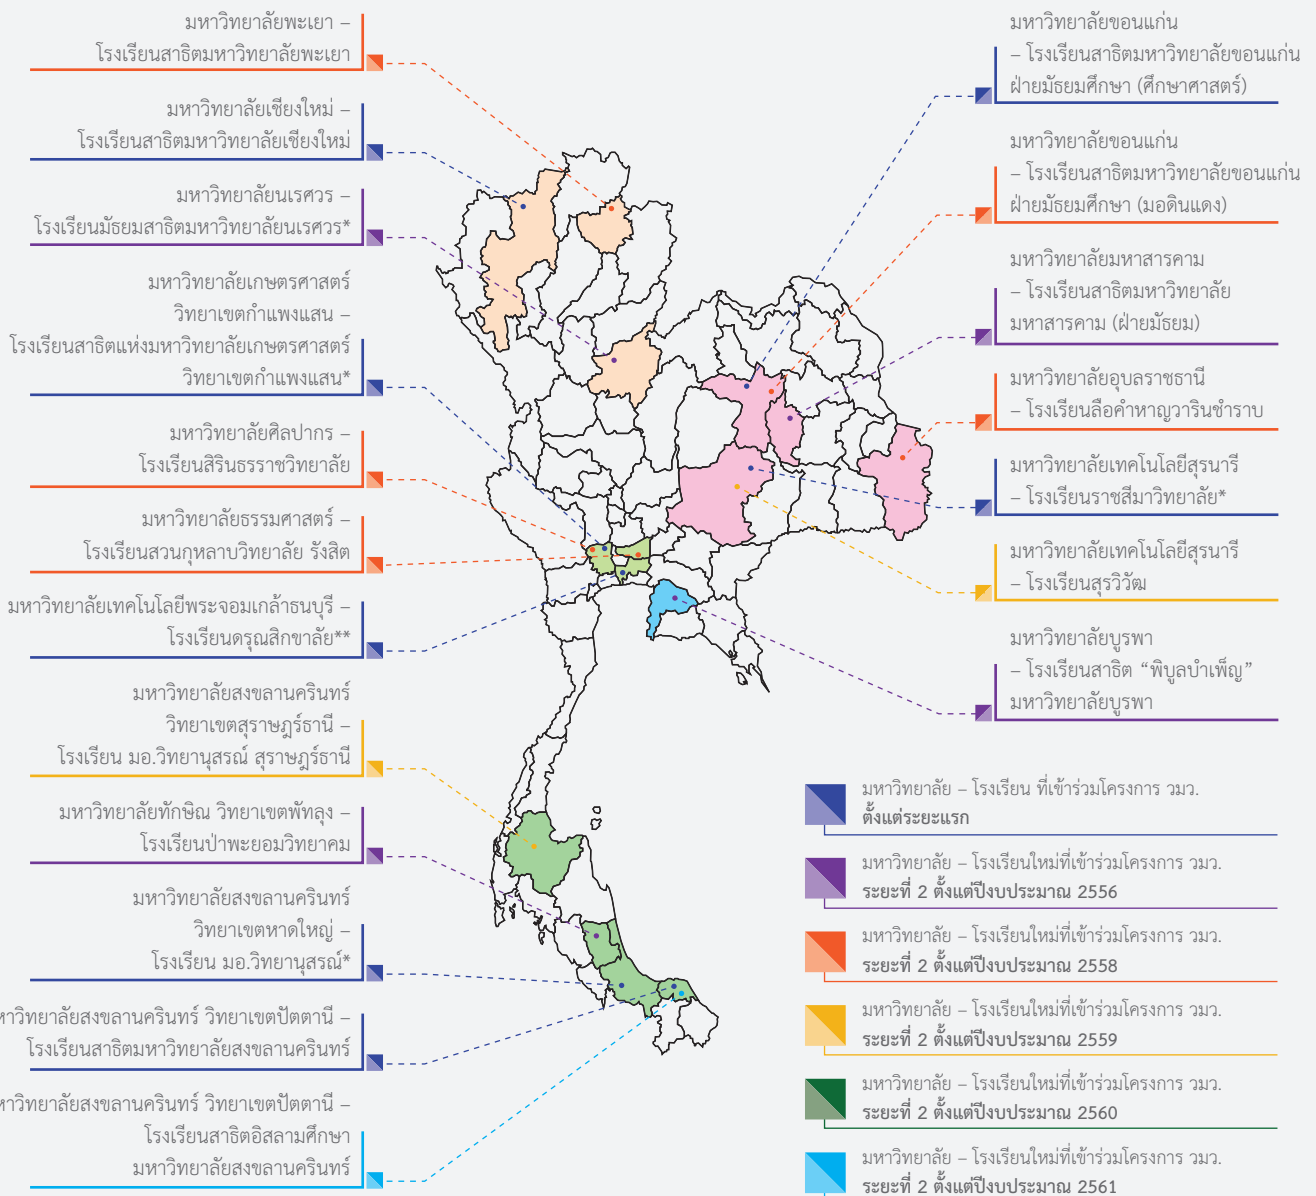 มหาวิทยาลัยพะเยา –
โรงเรียนสาธิตมหาวิทยาลัยพะเยา
มหาวิทยาลัยเชียงใหม่ –
โรงเรียนสาธิตมหาวิทยาลัยเชียงใหม่
มหาวิทยาลัยนเรศวร –
โรงเรียนมัธยมสาธิตมหาวิทยาลัยนเรศวร*
มหาวิทยาลัยเกษตรศาสตร์
วิทยาเขตกำแพงแสน –
โรงเรียนสาธิตแห่งมหาวิทยาลัยเกษตรศาสตร์
วิทยาเขตกำแพงแสน*
มหาวิทยาลัยศิลปากร –
โรงเรียนสิรินธรราชวิทยาลัย
มหาวิทยาลัยธรรมศาสตร์ –
โรงเรียนสวนกุหลาบวิทยาลัย รังสิต
มหาวิทยาลัยเทคโนโลยีพระจอมเกล้าธนบุรี –
โรงเรียนดรุณสิกขาลัย**
มหาวิทยาลัยสงขลานครินทร์
วิทยาเขตสุราษฎร์ธานี –
โรงเรียน มอ.วิทยานุสรณ์ สุราษฎร์ธานี
มหาวิทยาลัยทักษิณ วิทยาเขตพัทลุง –
โรงเรียนป่าพะยอมวิทยาคม
มหาวิทยาลัยสงขลานครินทร์
วิทยาเขตหาดใหญ่ –
โรงเรียน มอ.วิทยานุสรณ์*
หาวิทยาลัยสงขลานครินทร์ วิทยาเขตปัตตานี –
โรงเรียนสาธิตมหาวิทยาลัยสงขลานครินทร์
หาวิทยาลัยสงขลานครินทร์ วิทยาเขตปัตตานี –
โรงเรียนสาธิตอิสลามศึกษา
มหาวิทยาลัยสงขลานครินทร์
มหาวิทยาลัยขอนแก่น
– โรงเรียนสาธิตมหาวิทยาลัยขอนแก่น
ฝ่ายมัธยมศึกษา (ศึกษาศาสตร์)
มหาวิทยาลัยขอนแก่น
– โรงเรียนสาธิตมหาวิทยาลัยขอนแก่น
ฝ่ายมัธยมศึกษา (มอดินแดง)
มหาวิทยาลัยมหาสารคาม
– โรงเรียนสาธิตมหาวิทยาลัย
มหาสารคาม (ฝ่ายมัธยม)
มหาวิทยาลัยอุบลราชธานี
– โรงเรียนลือคำหาญวารินชำราบ
มหาวิทยาลัยเทคโนโลยีสุรนารี
– โรงเรียนราชสีมาวิทยาลัย*
มหาวิทยาลัยเทคโนโลยีสุรนารี
– โรงเรียนสุรวิวัฒ
มหาวิทยาลัยบูรพา
– โรงเรียนสาธิต “พิบูลบำเพ็ญ”
มหาวิทยาลัยบูรพา
มหาวิทยาลัย – โรงเรียน ที่เข้าร่วมโครงการ วมว.
ตั้งแต่ระยะแรก
มหาวิทยาลัย – โรงเรียนใหม่ที่เข้าร่วมโครงการ วมว.
ระยะที่ 2 ตั้งแต่ปีงบประมาณ 2556
มหาวิทยาลัย – โรงเรียนใหม่ที่เข้าร่วมโครงการ วมว.
ระยะที่ 2 ตั้งแต่ปีงบประมาณ 2558
มหาวิทยาลัย – โรงเรียนใหม่ที่เข้าร่วมโครงการ วมว.
ระยะที่ 2 ตั้งแต่ปีงบประมาณ 2559
มหาวิทยาลัย – โรงเรียนใหม่ที่เข้าร่วมโครงการ วมว.
ระยะที่ 2 ตั้งแต่ปีงบประมาณ 2560
มหาวิทยาลัย – โรงเรียนใหม่ที่เข้าร่วมโครงการ วมว.
ระยะที่ 2 ตั้งแต่ปีงบประมาณ 2561